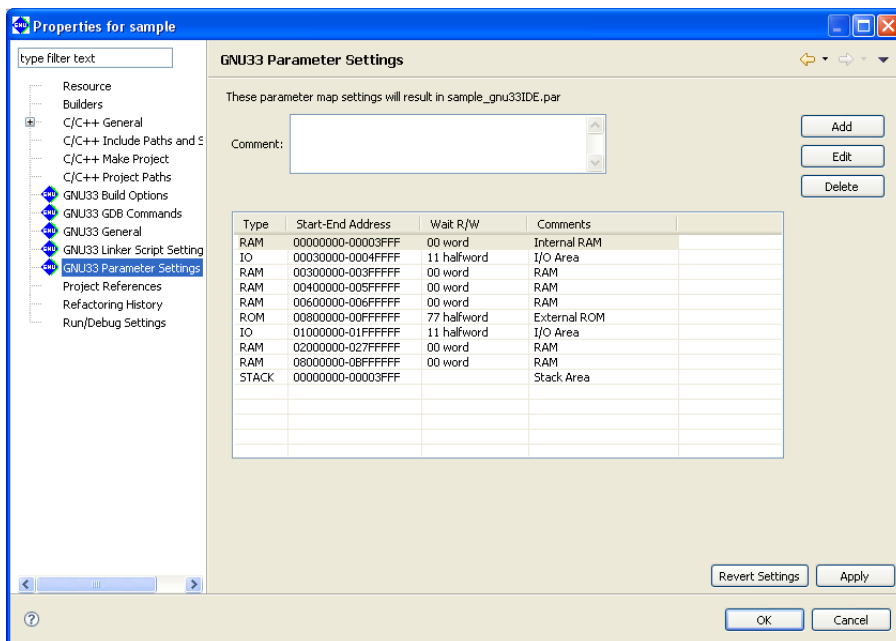 Properties for sample
type filter text
Resource
Builders
C/C++ General
C/C++ Include Paths and S
C/C++ Make Project
C/C++ Project Paths
GNU33 Build Options
GNU33 GDB Commands
GNU33 General
GNU33 Linker Script Setting
GNU33 Parameter Settings
Project References
Refactoring History
Run/Debug Settings
GNU33 Parameter Settings
These parameter map settings will result in sample_gnu33IDE.par
Comment:
Add
Edit
Delete
Type Start-End Address Wait R/W Comments
RAM 00000000-00003FFF 00 word Internal RAM
IO 00030000-0004FFFF 11 halfword I/O Area
RAM 00300000-003FFFFF 00 word RAM
RAM 00400000-005FFFFF 00 word RAM
RAM 00600000-006FFFFF 00 word RAM
ROM 00800000-00FFFFFF 77 halfword External ROM
IO 01000000-01FFFFFF 11 halfword I/O Area
RAM 02000000-027FFFFF 00 word RAM
RAM 08000000-0BFFFFFF 00 word RAM
STACK 00000000-00003FFF Stack Area
Revert Settings
Apply
OK
Cancel